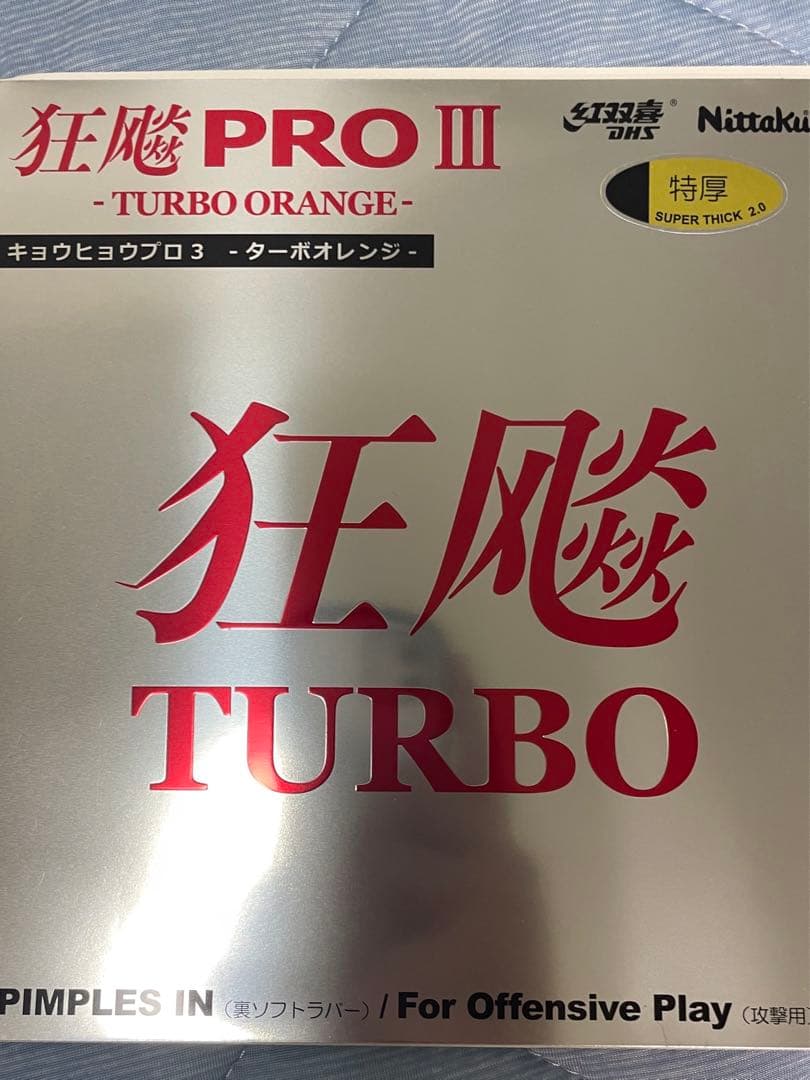 狂飚 PRO III
红双喜® DHS
Nittaku
- TURBO ORANGE -
特厚
SUPER THICK 2.0
キョウヒョウプロ3 -ターボオレンジ-
狂飚
TURBO
PIMPLES IN (裏ソフトラバー) / For Offensive Play (攻撃用)